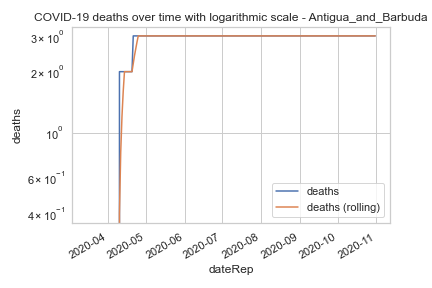 COVID-19 deaths over time with logarithmic scale - Antigua_and_Barbuda
3 × 10⁰
2 × 10⁰
10⁰
6 × 10⁻¹
4 × 10⁻¹
deaths
deaths
deaths (rolling)
2020-04
2020-05
2020-06
2020-07
2020-08
2020-09
2020-10
2020-11
dateRep